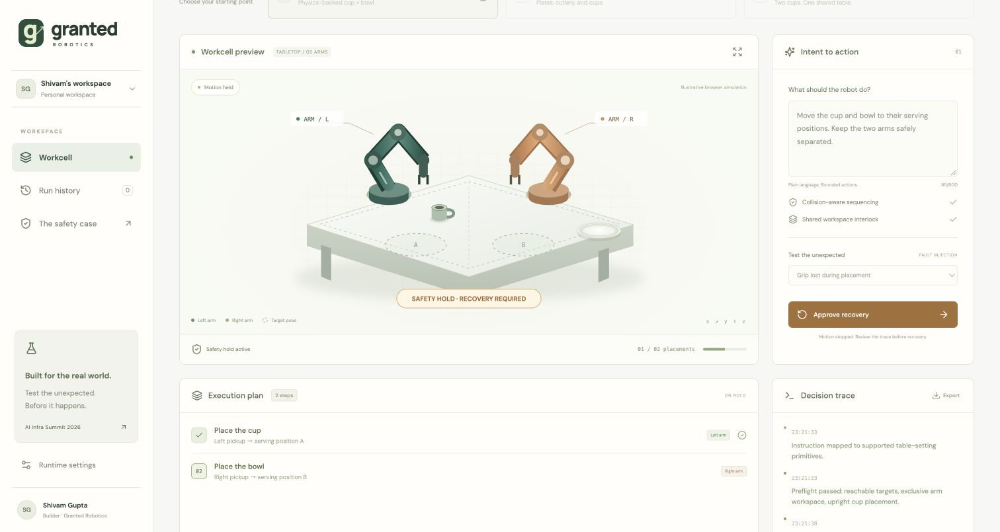 granted
ROBOTICS
SG
Shivam's workspace
Personal workspace
WORKSPACE
Workcell
Run history
0
The safety case
Built for the real world.
Test the unexpected.
Before it happens.
AI Infra Summit 2026
Runtime settings
SG
Shivam Gupta
Builder · Granted Robotics
Choose your starting point
Physics-backed cup + bowl
Plates, cutlery, and cups
Two cups. One shared table.
Workcell preview
TABLETOP / 02 ARMS
Motion held
Illustrative browser simulation
ARM / L
ARM / R
A
B
SAFETY HOLD · RECOVERY REQUIRED
Left arm
Right arm
Target pose
x ↗ y ↑ z
Safety hold active
01 / 02 placements
Intent to action
01
What should the robot do?
Move the cup and bowl to their serving
positions. Keep the two arms safely
separated.
Plain language. Bounded actions.
85/600
Collision-aware sequencing
Shared workspace interlock
Test the unexpected
FAULT INJECTION
Grip lost during placement
Approve recovery
Motion stopped. Review the trace before recovery.
Execution plan
2 steps
ON HOLD
Place the cup
Left pickup → serving position A
Left arm
02
Place the bowl
Right pickup → serving position B
Right arm
Decision trace
Export
23:21:33
Instruction mapped to supported table-setting
primitives.
23:21:33
Preflight passed: reachable targets, exclusive arm
workspace, upright cup placement.
23:21:38